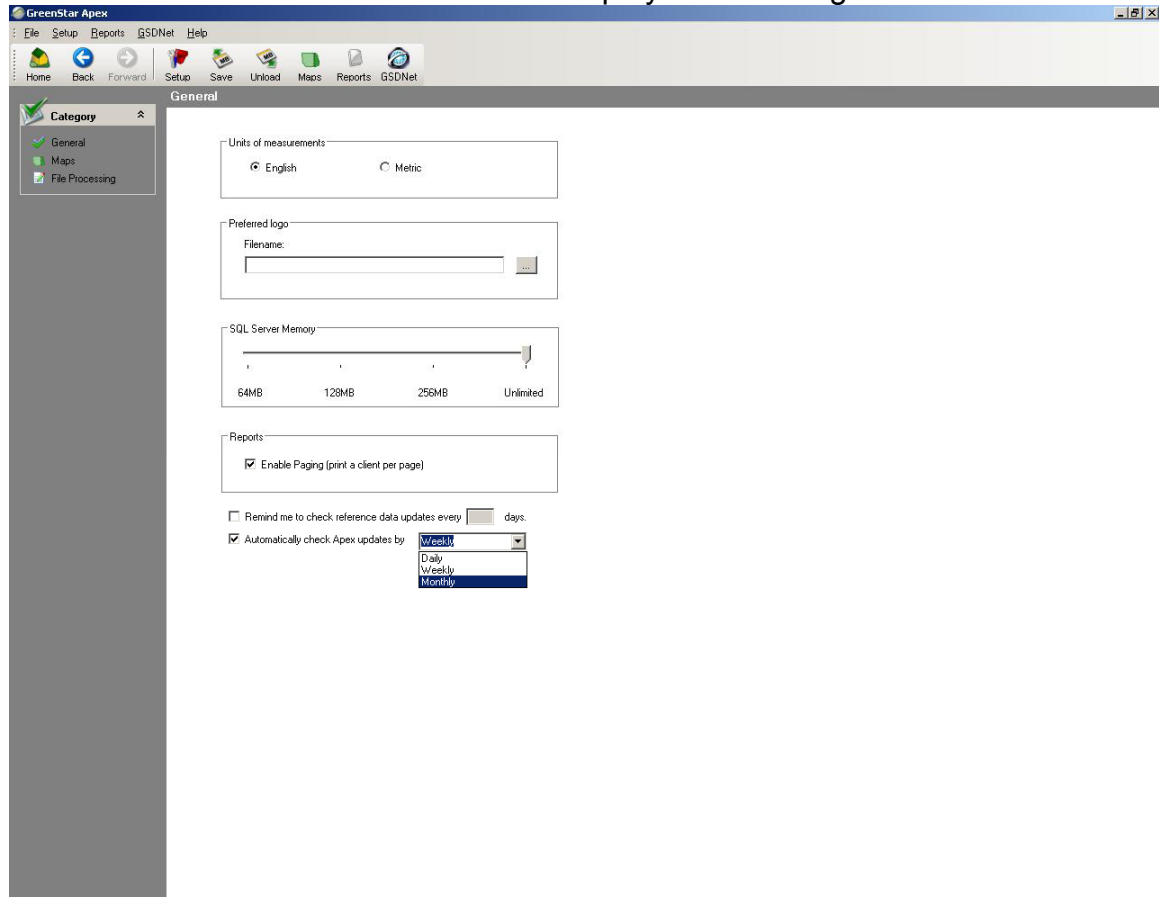 GreenStar Apex
File Setup Reports GSDNet Help
Home Back Forward Setup Save Unload Maps Reports GSDNet
General
Category
General
Maps
File Processing
Units of measurements
English Metric
Preferred logo
Filename:
...
SQL Server Memory
64MB 128MB 256MB Unlimited
Reports
Enable Paging (print a client per page)
Remind me to check reference data updates every days.
Automatically check Apex updates by Weekly
Daily
Weekly
Monthly